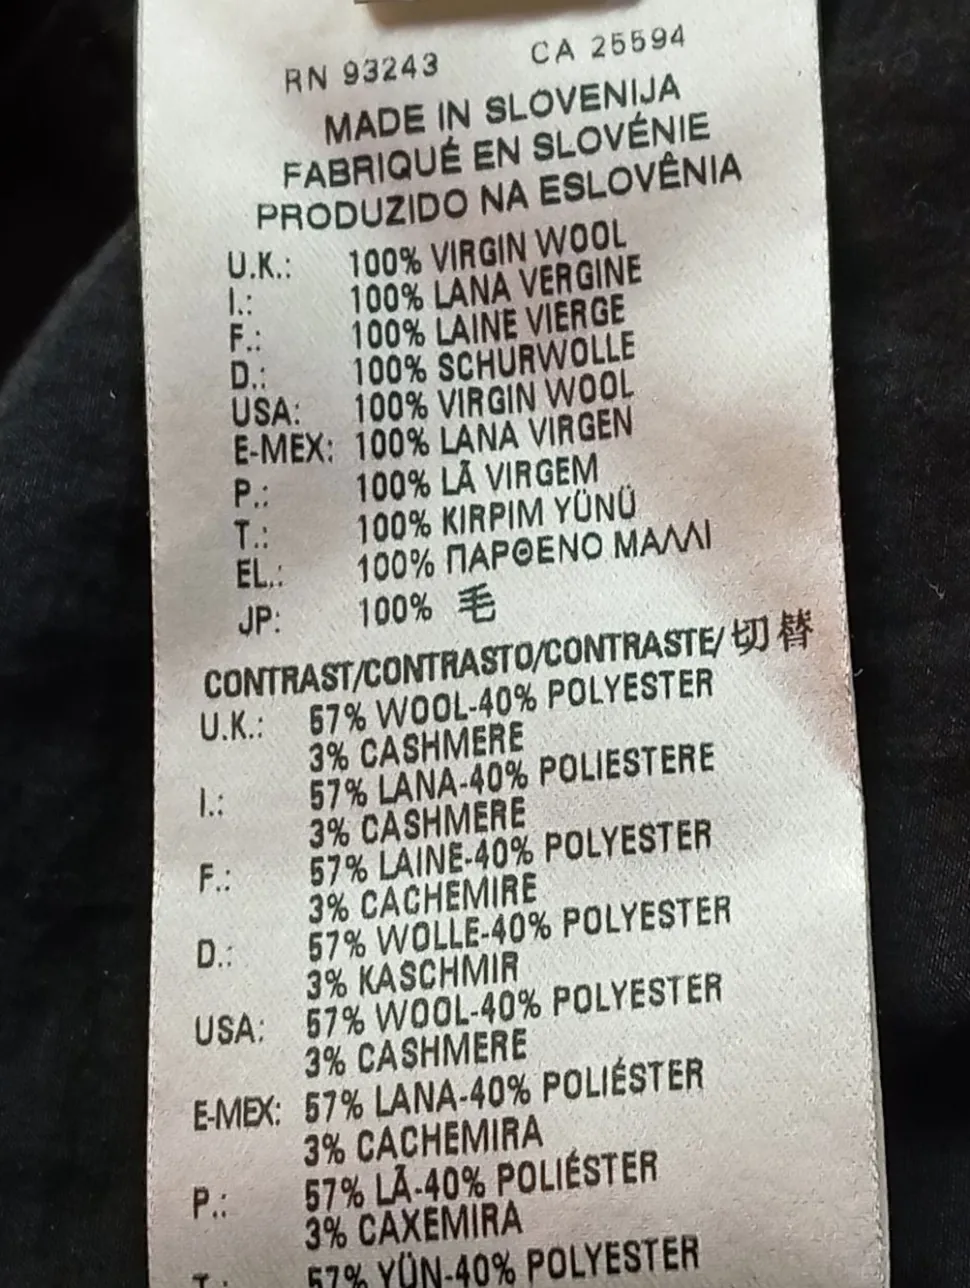 RN 93243 CA 25594
MADE IN SLOVENIJA
FABRIQUÉ EN SLOVÉNIE
PRODUZIDO NA ESLOVÊNIA
U.K.: 100% VIRGIN WOOL
I.: 100% LANA VERGINE
F.: 100% LAINE VIERGE
D.: 100% SCHURWOLLE
USA: 100% VIRGIN WOOL
E-MEX: 100% LANA VIRGEN
P.: 100% LÃ VIRGEM
T.: 100% KIRPIM YÜNÜ
EL.: 100% ΠΑΡΘΕΝΟ ΜΑΛΛΙ
JP: 100% 毛
CONTRAST/CONTRASTO/CONTRASTE/切替
U.K.: 57% WOOL-40% POLYESTER
3% CASHMERE
I.: 57% LANA-40% POLIESTERE
3% CASHMERE
F.: 57% LAINE-40% POLYESTER
3% CACHEMIRE
D.: 57% WOLLE-40% POLYESTER
3% KASCHMIR
USA: 57% WOOL-40% POLYESTER
3% CASHMERE
E-MEX: 57% LANA-40% POLIÉSTER
3% CACHEMIRA
P.: 57% LÃ-40% POLIÉSTER
3% CAXEMIRA
T.: 57% YÜN-40% POLYESTER